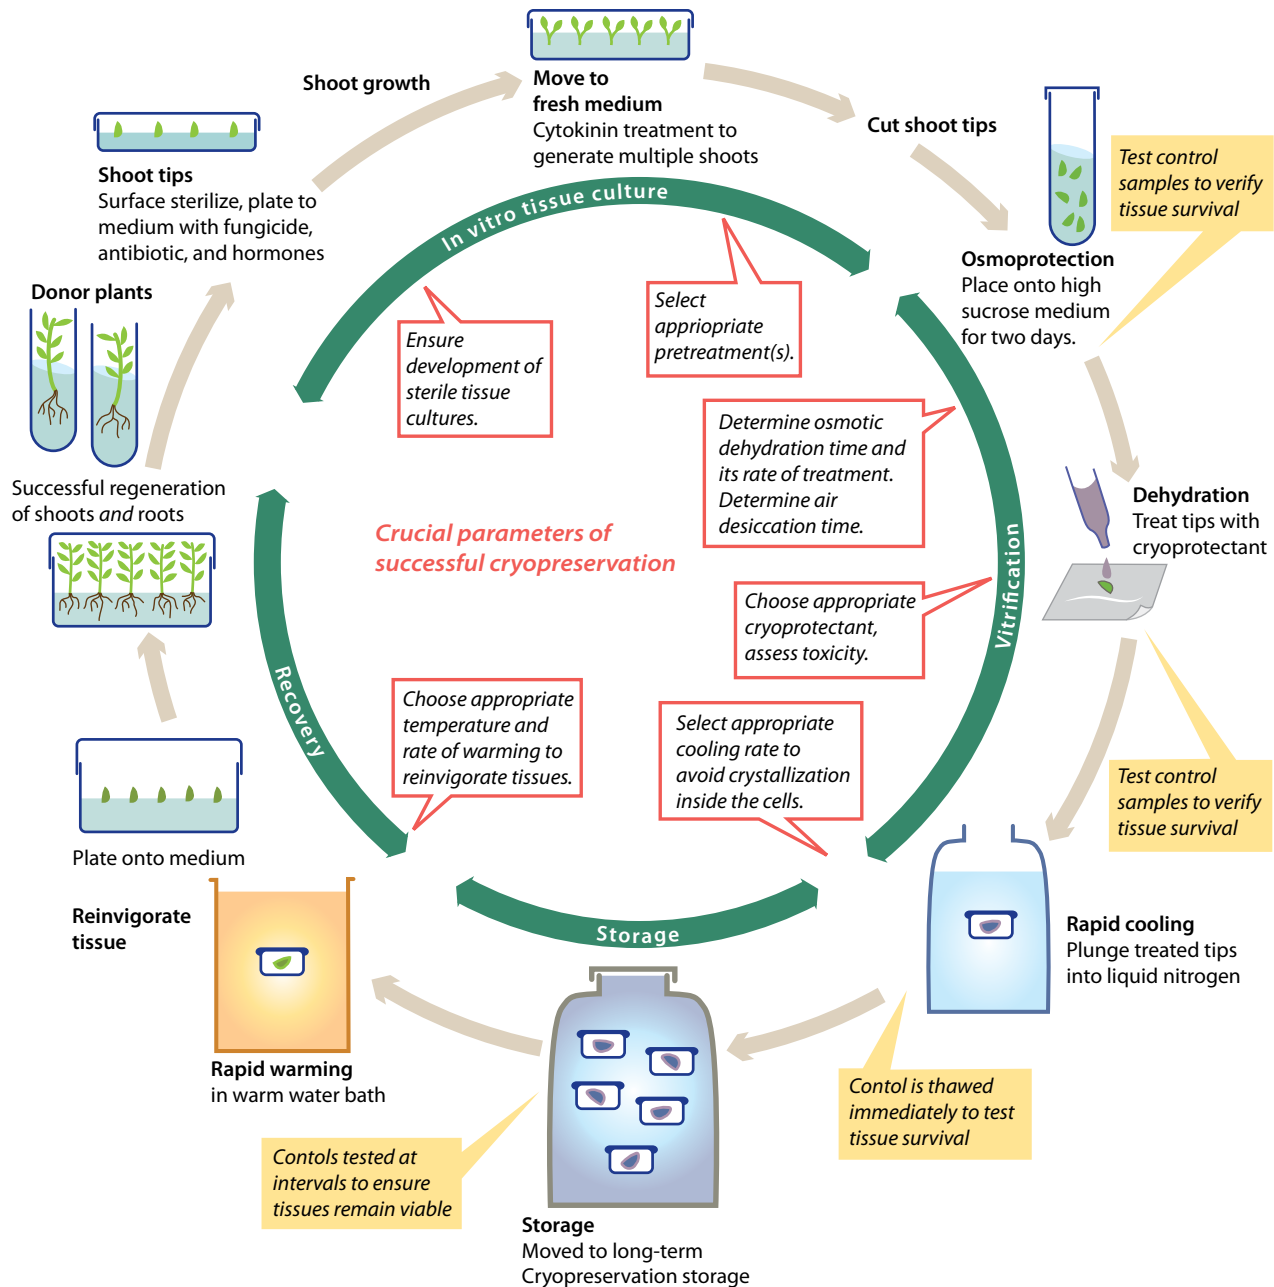 Shoot growth
Move to
fresh medium
Cytokinin treatment to
generate multiple shoots
Cut shoot tips
Shoot tips
Surface sterilize, plate to
medium with fungicide,
antibiotic, and hormones
Test control
samples to verify
tissue survival
Osmoprotection
Place onto high
sucrose medium
for two days.
In vitro tissue culture
Donor plants
Successful regeneration
of shoots and roots
Ensure
development of
sterile tissue
cultures.
Select
appriopriate
pretreatment(s).
Determine osmotic
dehydration time and
its rate of treatment.
Determine air
desiccation time.
Dehydration
Treat tips with
cryoprotectant
Crucial parameters of
successful cryopreservation
Vitrification
Choose appropriate
cryoprotectant,
assess toxicity.
Recovery
Choose appropriate
temperature and
rate of warming to
reinvigorate tissues.
Select appropriate
cooling rate to
avoid crystallization
inside the cells.
Test control
samples to verify
tissue survival
Plate onto medium
Reinvigorate
tissue
Storage
Rapid cooling
Plunge treated tips
into liquid nitrogen
Rapid warming
in warm water bath
Contol is thawed
immediately to test
tissue survival
Contols tested at
intervals to ensure
tissues remain viable
Storage
Moved to long-term
Cryopreservation storage